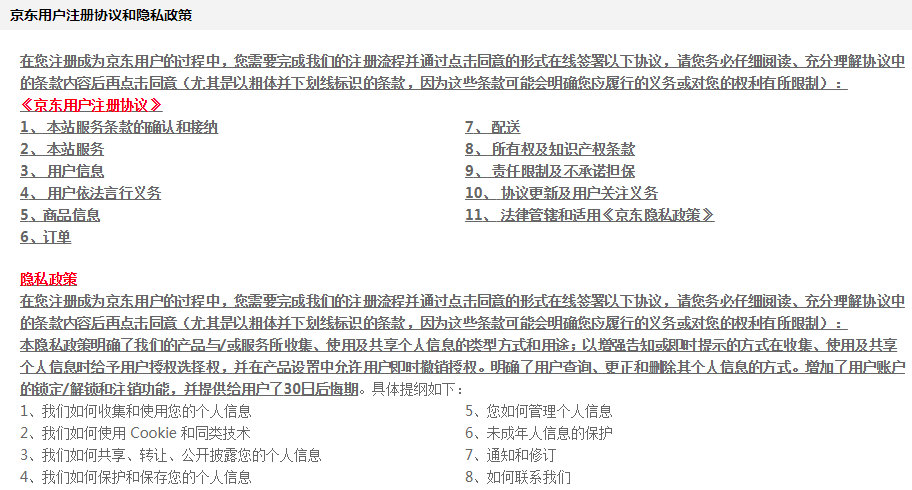 京东用户注册协议和隐私政策
在您注册成为京东用户的过程中，您需要完成我们的注册流程并通过点击同意的形式在线签署以下协议，请您务必仔细阅读、充分理解协议中
的条款内容后再点击同意（尤其是以粗体并下划线标识的条款，因为这些条款可能会明确您应履行的义务或对您的权利有所限制）：
《京东用户注册协议》
1、 本站服务条款的确认和接纳
2、 本站服务
3、 用户信息
4、 用户依法言行义务
5、商品信息
6、订单
7、 配送
8、 所有权及知识产权条款
9、 责任限制及不承诺担保
10、 协议更新及用户关注义务
11、 法律管辖和适用《京东隐私政策》
隐私政策
在您注册成为京东用户的过程中，您需要完成我们的注册流程并通过点击同意的形式在线签署以下协议，请您务必仔细阅读、充分理解协议中
的条款内容后再点击同意（尤其是以粗体并下划线标识的条款，因为这些条款可能会明确您应履行的义务或对您的权利有所限制）：
本隐私政策明确了我们的产品与/或服务所收集、使用及共享个人信息的类型方式和用途；以增强告知或即时提示的方式在收集、使用及共享
个人信息时给予用户授权选择权，并在产品设置中允许用户即时撤销授权。明确了用户查询、更正和删除其个人信息的方式。增加了用户账户
的锁定/解锁和注销功能，并提供给用户了30日后悔期。具体提纲如下：
1、我们如何收集和使用您的个人信息
2、我们如何使用 Cookie 和同类技术
3、我们如何共享、转让、公开披露您的个人信息
4、我们如何保护和保存您的个人信息
5、您如何管理个人信息
6、未成年人信息的保护
7、通知和修订
8、如何联系我们